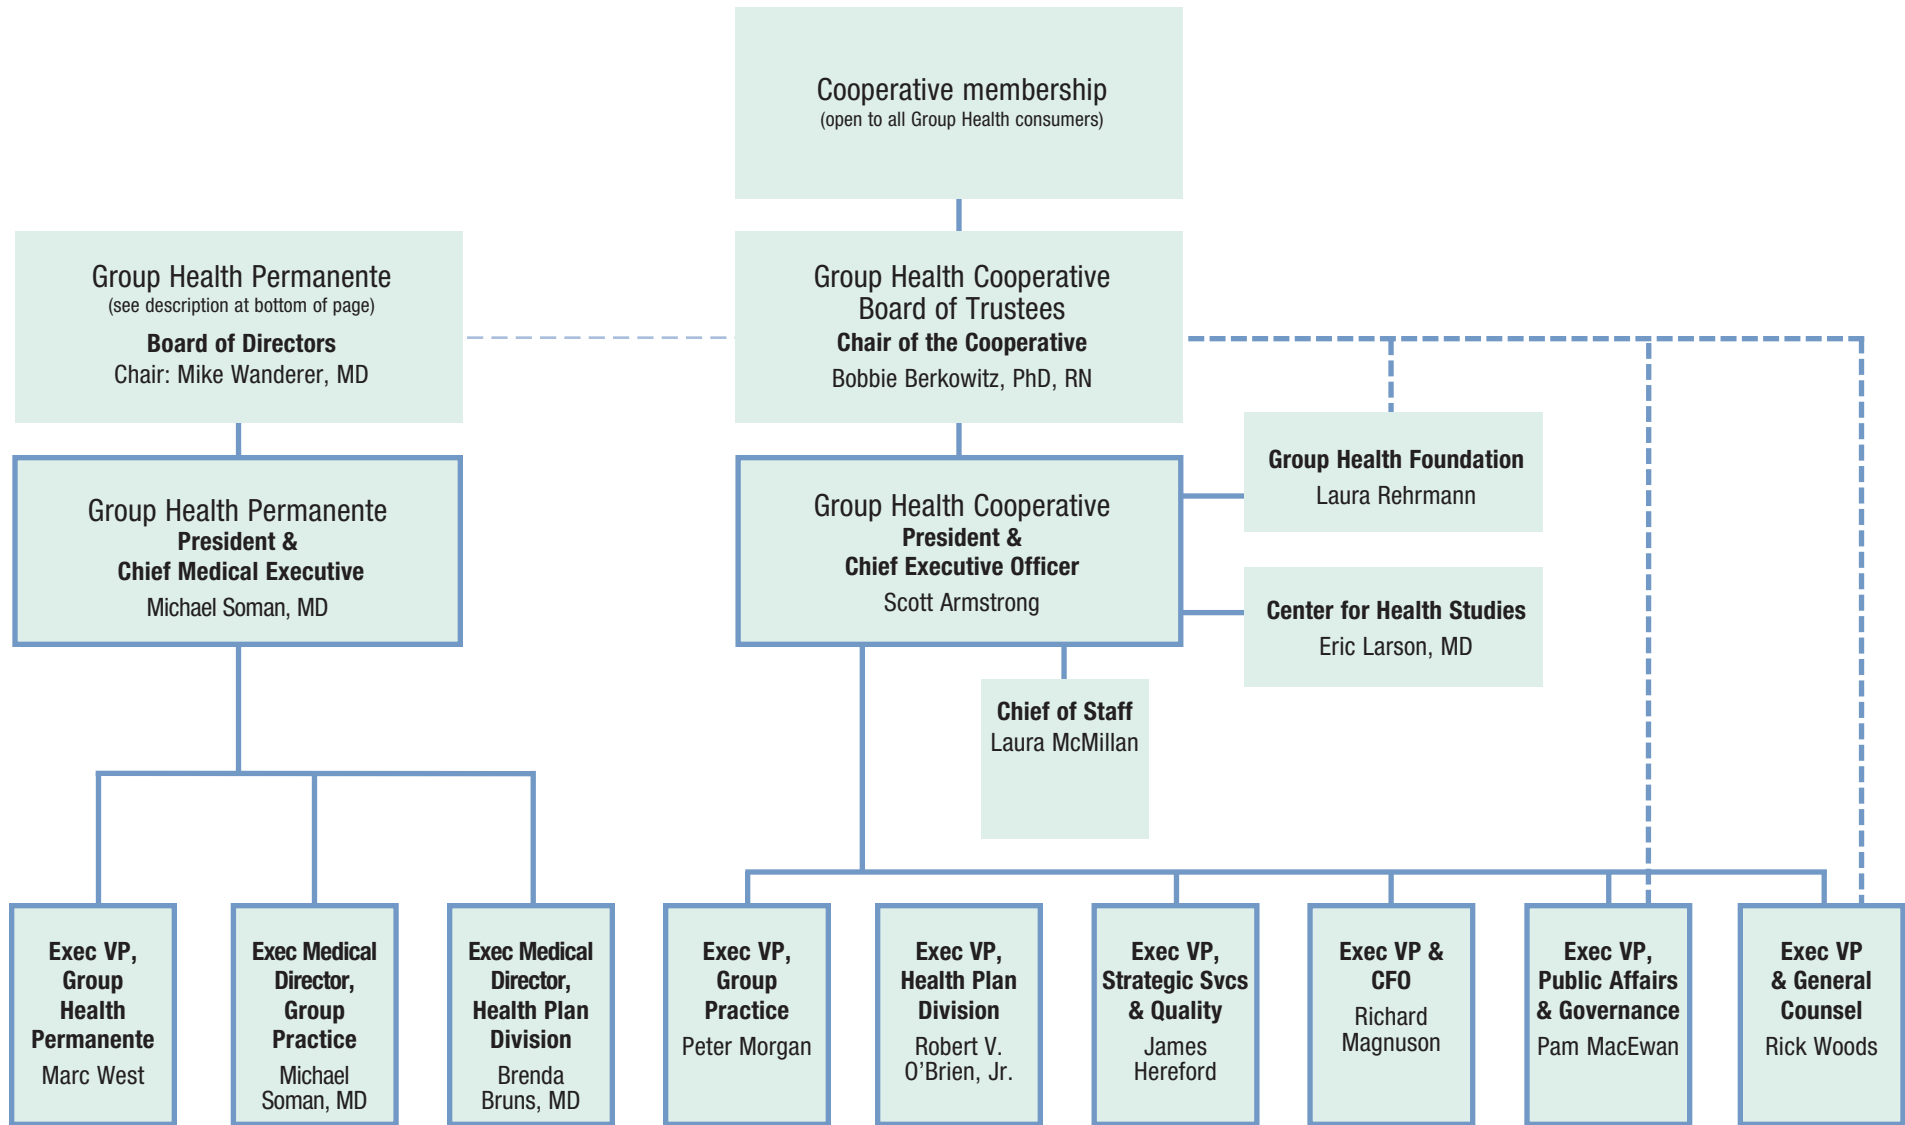 Cooperative membership
(open to all Group Health consumers)
Group Health Permanente
(see description at bottom of page)
Board of Directors
Chair: Mike Wanderer, MD
Group Health Cooperative
Board of Trustees
Chair of the Cooperative
Bobbie Berkowitz, PhD, RN
Group Health Foundation
Laura Rehrmann
Group Health Permanente
President &
Chief Medical Executive
Michael Soman, MD
Group Health Cooperative
President &
Chief Executive Officer
Scott Armstrong
Center for Health Studies
Eric Larson, MD
Chief of Staff
Laura McMillan
Exec VP,
Group
Health
Permanente
Marc West
Exec Medical
Director,
Group
Practice
Michael
Soman, MD
Exec Medical
Director,
Health Plan
Division
Brenda
Bruns, MD
Exec VP,
Group
Practice
Peter Morgan
Exec VP,
Health Plan
Division
Robert V.
O’Brien, Jr.
Exec VP,
Strategic Svcs
& Quality
James
Hereford
Exec VP &
CFO
Richard
Magnuson
Exec VP,
Public Affairs
& Governance
Pam MacEwan
Exec VP
& General
Counsel
Rick Woods